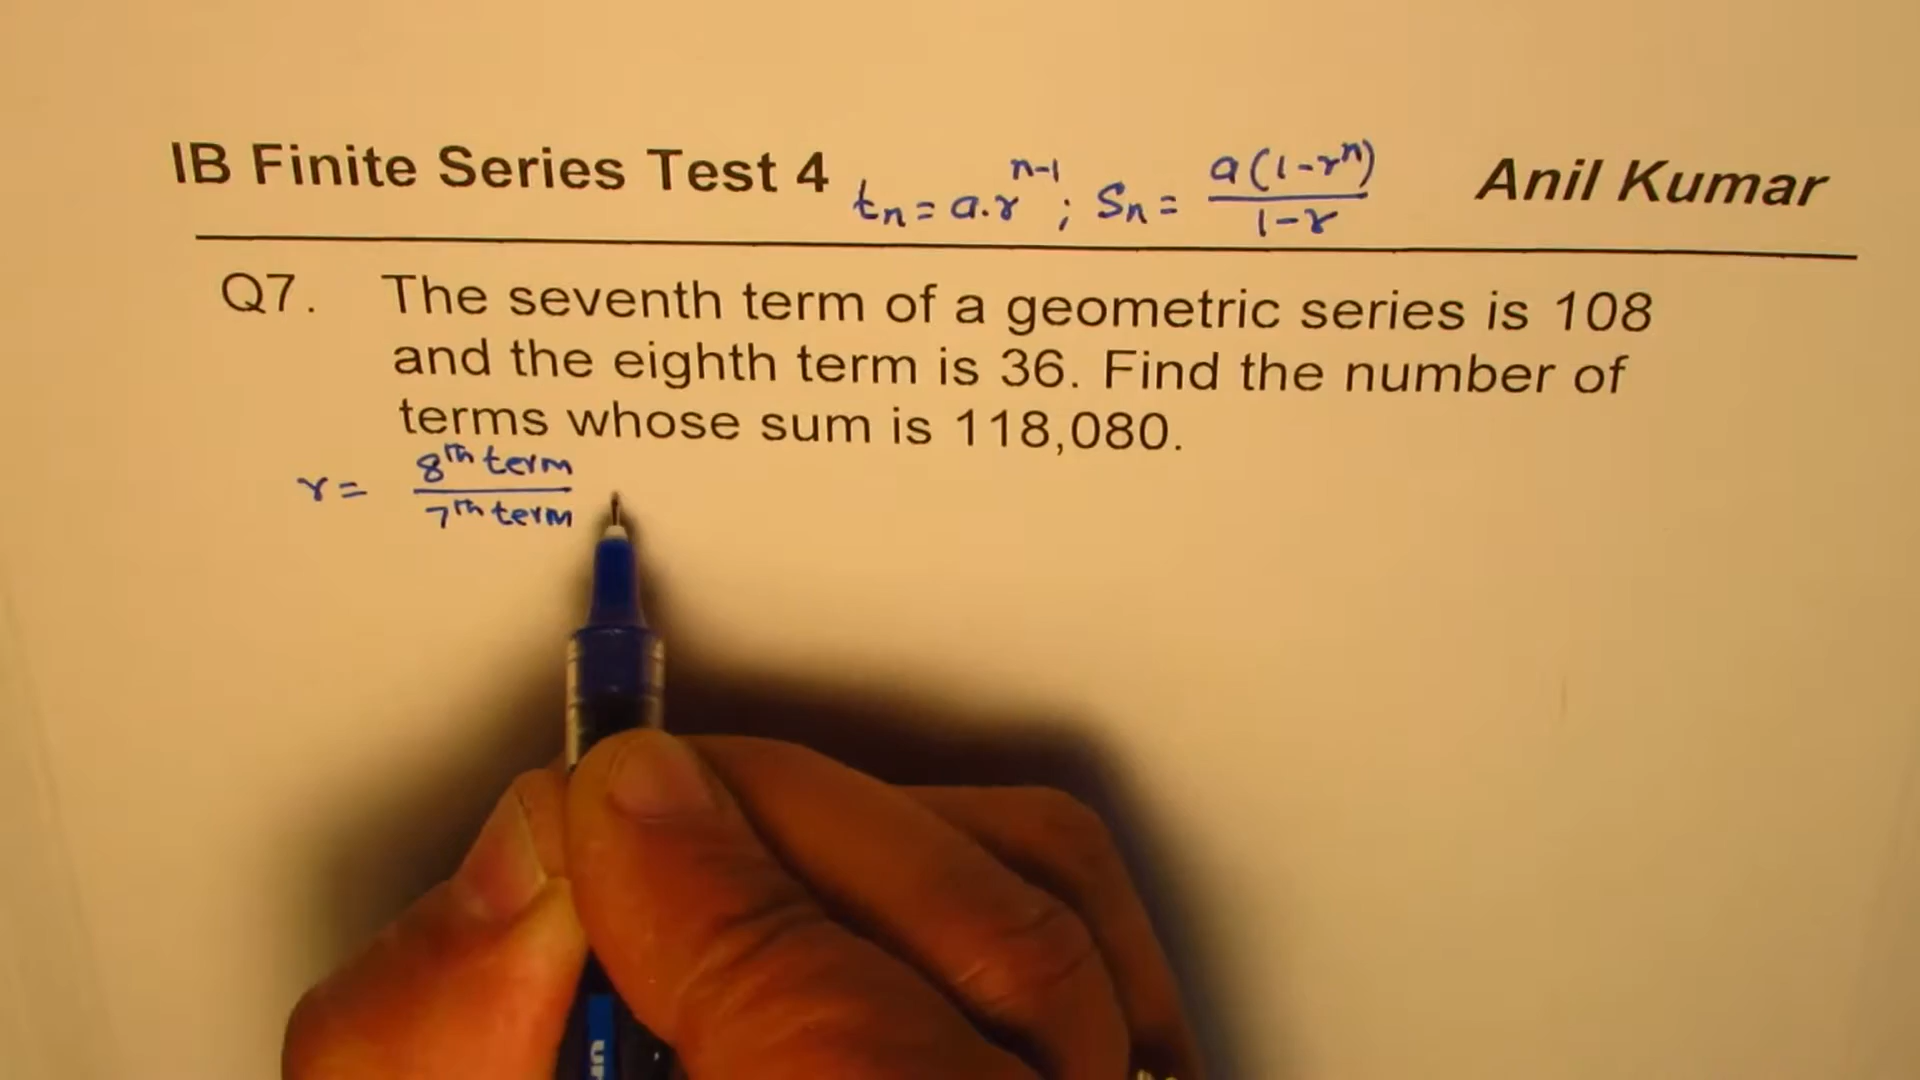 IB Finite Series Test 4 tn = a.r^n-1 ; Sn = a(1-r^n) / 1-r Anil Kumar
Q7. The seventh term of a geometric series is 108
and the eighth term is 36. Find the number of
terms whose sum is 118,080.
r = 8th term / 7th term